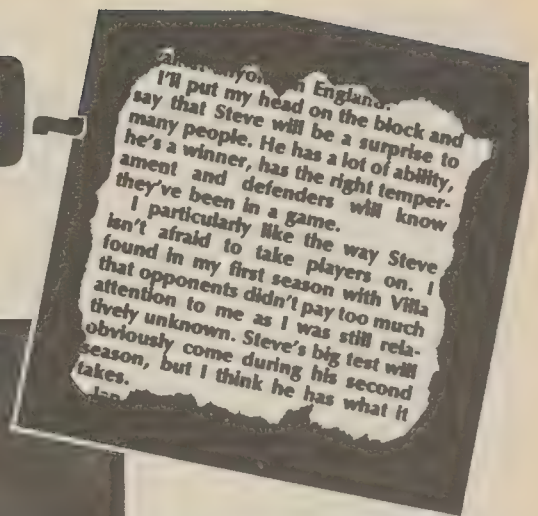 England.
I'll put my head on the block and
say that Steve will be a surprise to
many people. He has a lot of ability,
he's a winner, has the right temper-
ament and defenders will know
they've been in a game.
I particularly like the way Steve
isn't afraid to take players on. I
found in my first season with Villa
that opponents didn't pay too much
attention to me as I was still rela-
tively unknown. Steve's big test will
obviously come during his second
season, but I think he has what it
takes.